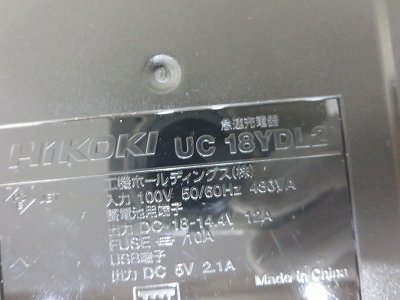 急速充電器
HiKOKI UC 18YDL2
工機ホールディングス(株)
入力 100V 50/60Hz 486VA
蓄電池用端子
出力 DC 18-14.4V 12A
FUSE 10A
USB端子
出力 DC 5V 2.1A
Made in China